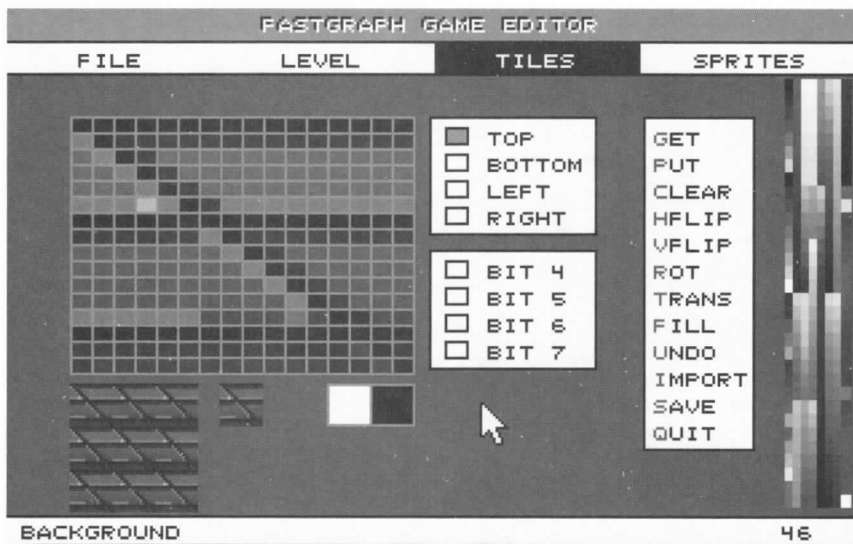 FASTGRAPH GAME EDITOR
FILE LEVEL TILES SPRITES
TOP
BOTTOM
LEFT
RIGHT
BIT 4
BIT 5
BIT 6
BIT 7
GET
PUT
CLEAR
HFLIP
VFLIP
ROT
TRANS
FILL
UNDO
IMPORT
SAVE
QUIT
BACKGROUND 46